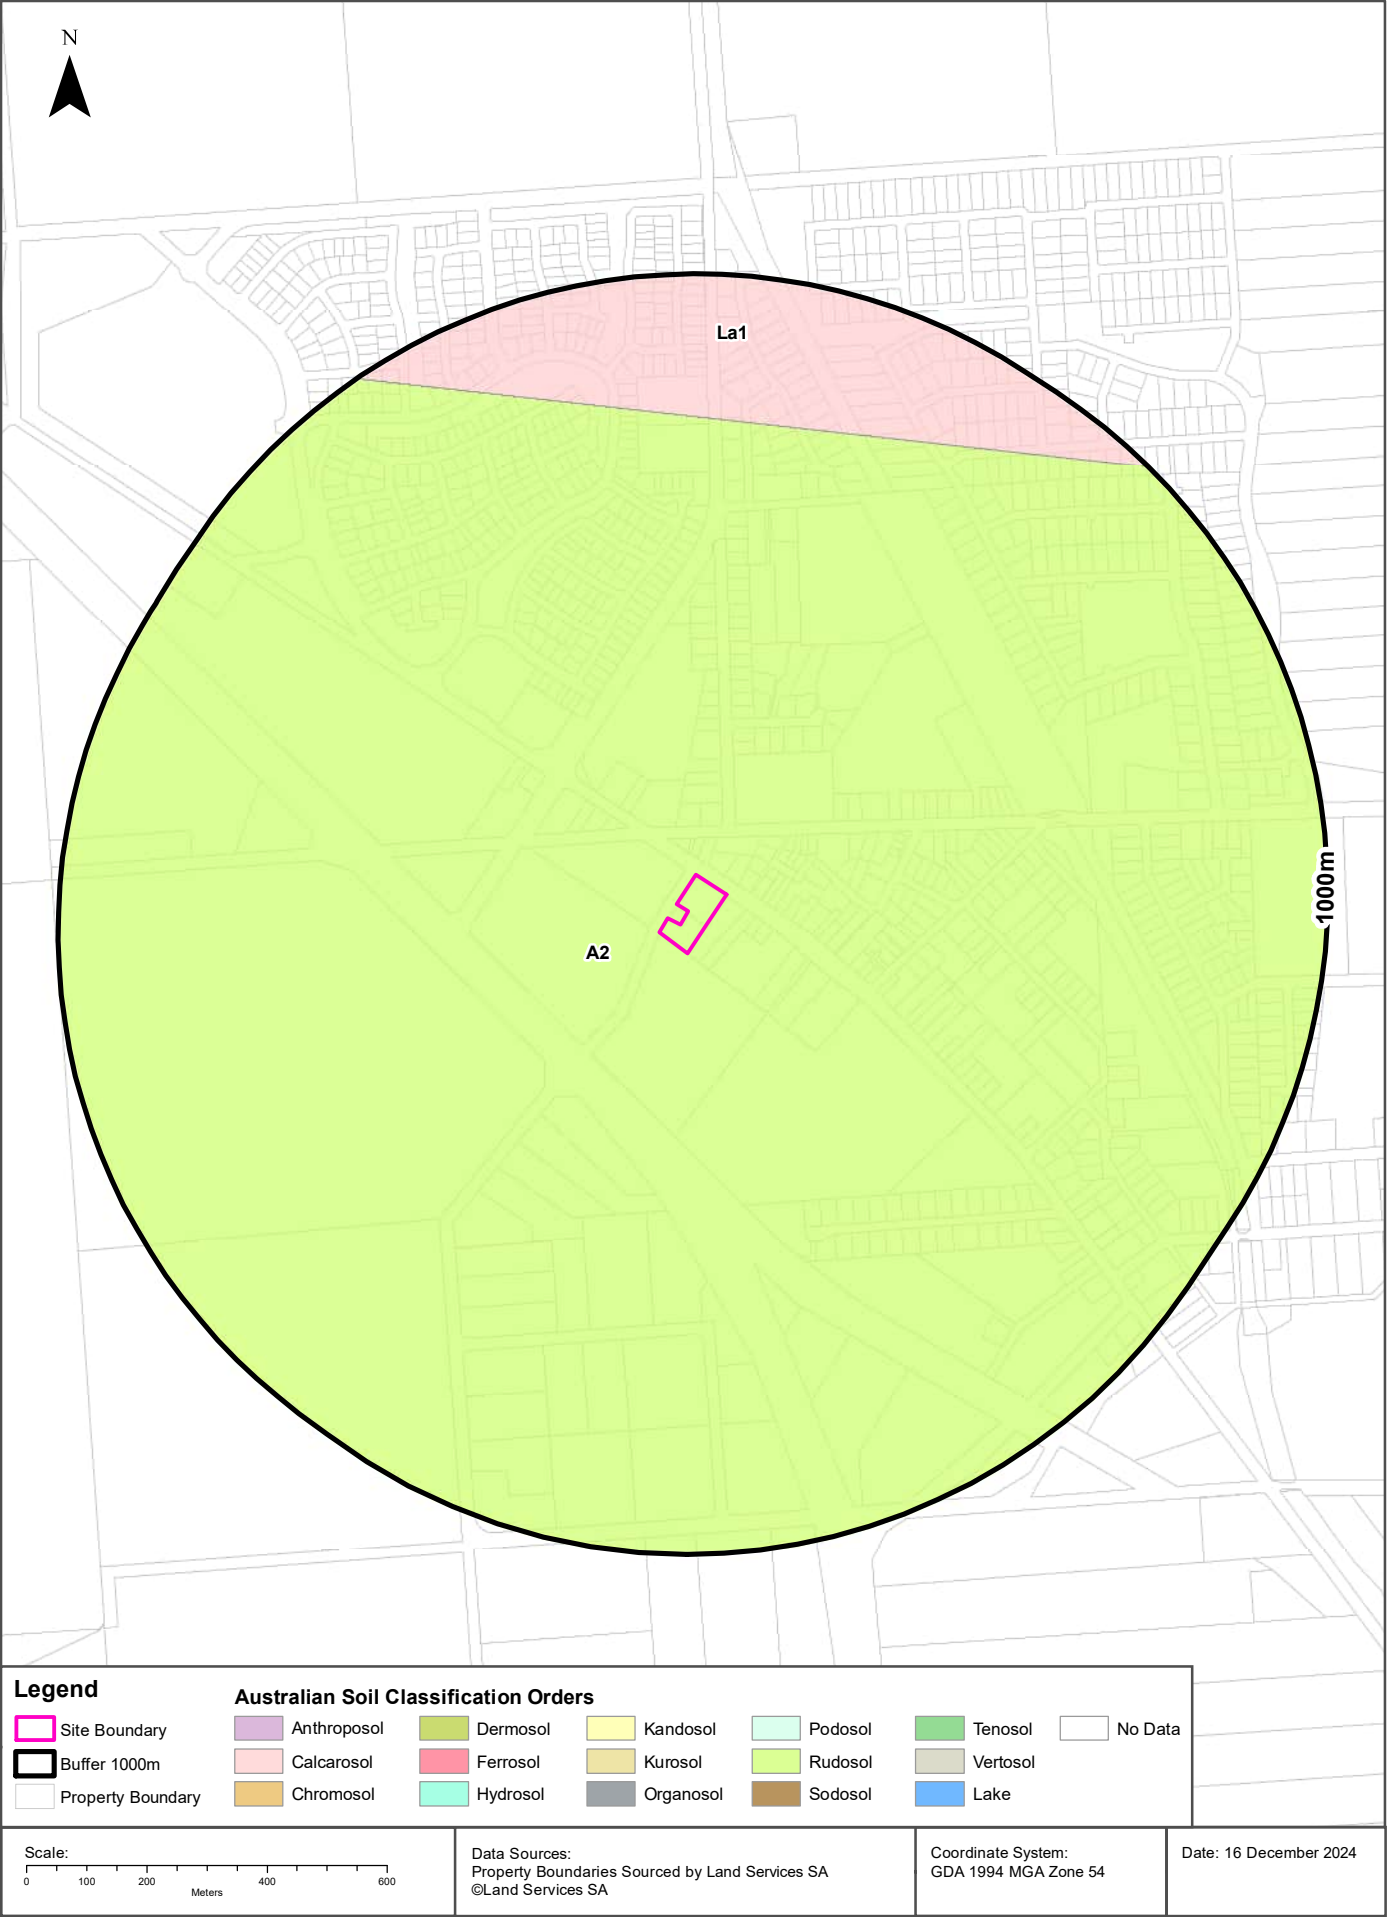 N
La1
1000m
A2
Legend
Site Boundary
Buffer 1000m
Property Boundary
Australian Soil Classification Orders
Anthroposol
Dermosol
Kandosol
Podosol
Tenosol
No Data
Calcarosol
Ferrosol
Kurosol
Rudosol
Vertosol
Chromosol
Hydrosol
Organosol
Sodosol
Lake
Scale:
0 100 200 400 600
Meters
Data Sources:
Property Boundaries Sourced by Land Services SA
©Land Services SA
Coordinate System:
GDA 1994 MGA Zone 54
Date: 16 December 2024